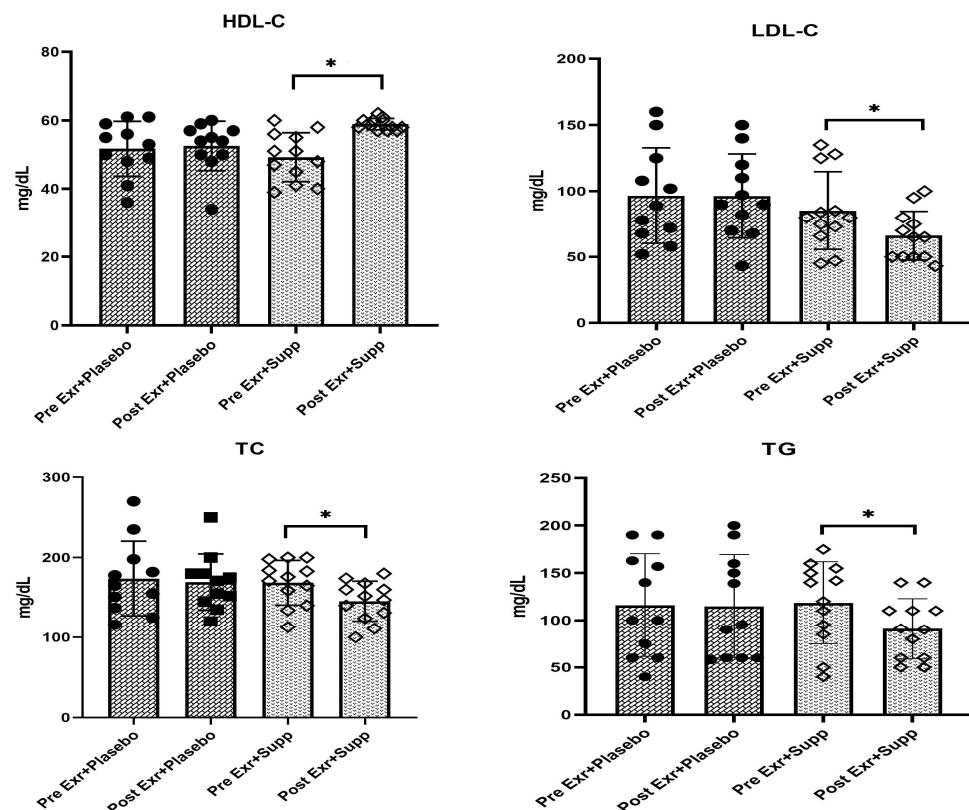 HDL-C
80
60
40
20
0
mg/dL
*
Pre Exr+Plasebo
Post Exr+Plasebo
Pre Exr+Supp
Post Exr+Supp
LDL-C
200
150
100
50
0
mg/dL
*
Pre Exr+Plasebo
Post Exr+Plasebo
Pre Exr+Supp
Post Exr+Supp
TC
300
200
100
0
mg/dL
*
Pre Exr+Plasebo
Post Exr+Plasebo
Pre Exr+Supp
Post Exr+Supp
TG
250
200
150
100
50
0
mg/dL
*
Pre Exr+Plasebo
Post Exr+Plasebo
Pre Exr+Supp
Post Exr+Supp